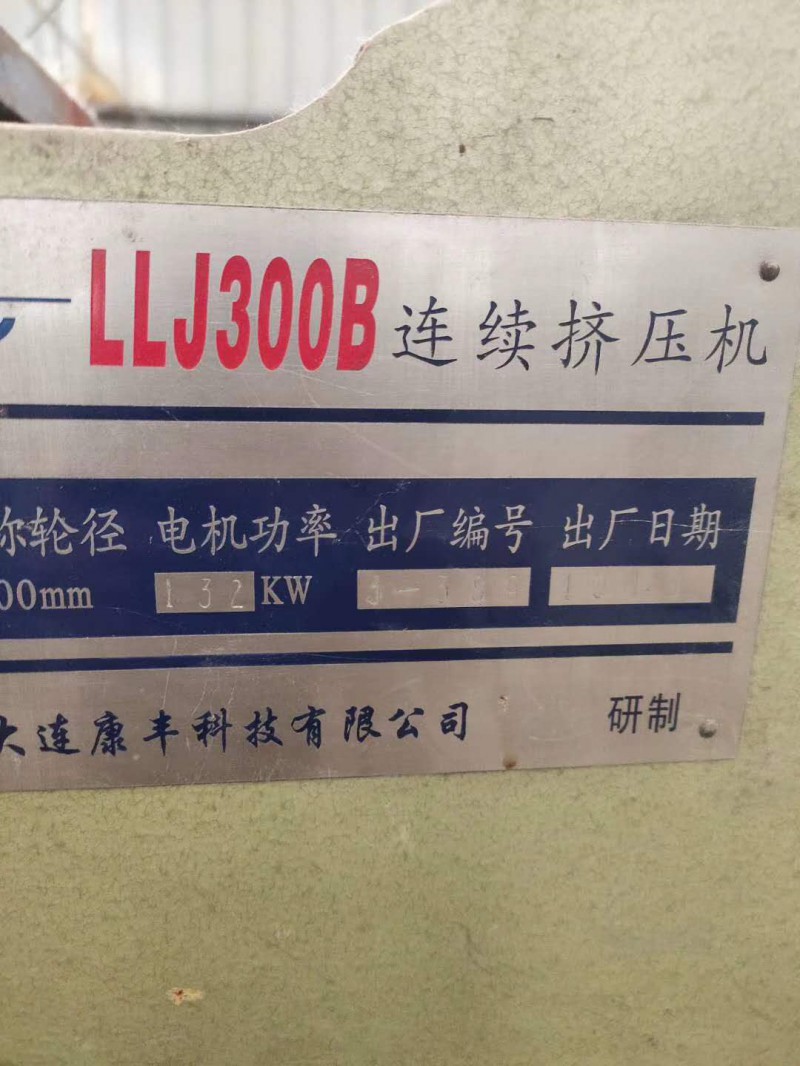 LLJ300B 连续挤压机
称轮径 电机功率 出厂编号 出厂日期
00mm 132 KW
大连康丰科技有限公司 研制